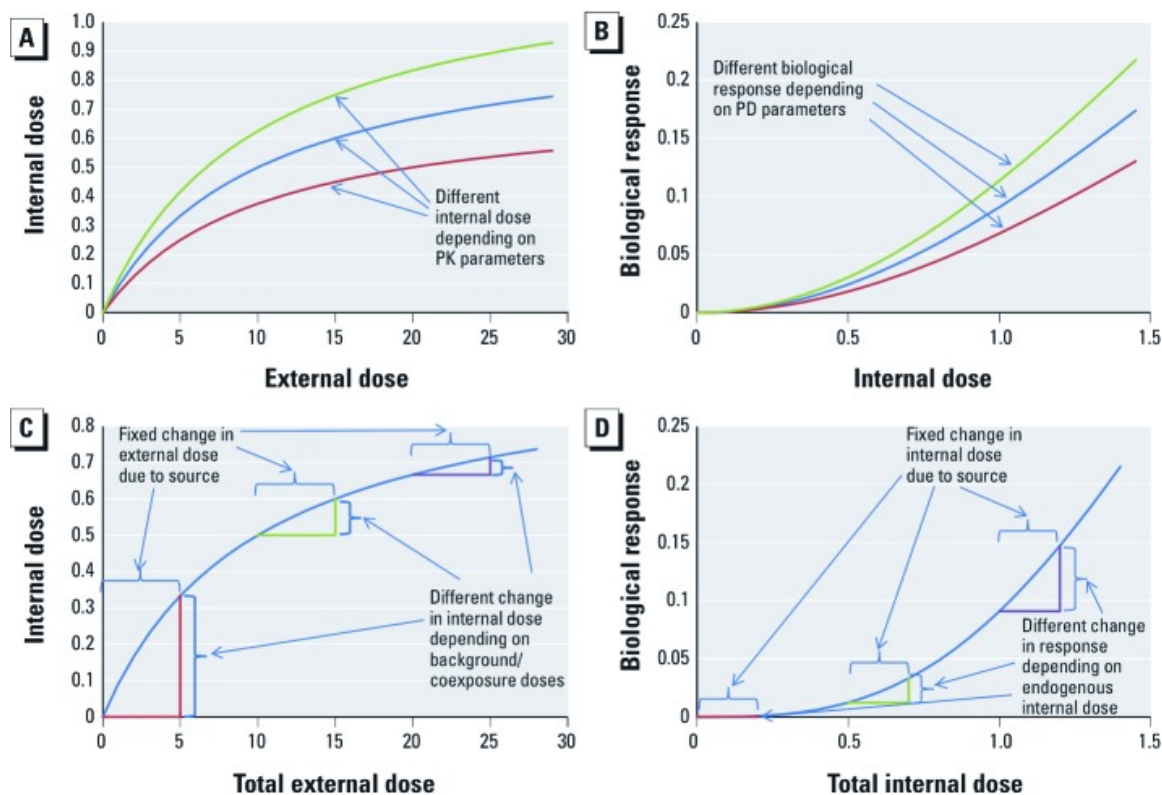 A
Internal dose
1.0
0.9
0.8
0.7
0.6
0.5
0.4
0.3
0.2
0.1
0
Different
internal dose
depending on
PK parameters
0 5 10 15 20 25 30
External dose
B
Biological response
0.25
0.2
0.15
0.1
0.05
0
Different biological
response depending
on PD parameters
0 0.5 1.0 1.5
Internal dose
C
Internal dose
0.8
0.7
0.6
0.5
0.4
0.3
0.2
0.1
0
Fixed change in
external dose
due to source
Different change
in internal dose
depending on
background/
coexposure doses
0 5 10 15 20 25 30
Total external dose
D
Biological response
0.25
0.2
0.15
0.1
0.05
0
Fixed change in
internal dose
due to source
Different change
in response
depending on
endogenous
internal dose
0 0.5 1.0 1.5
Total internal dose